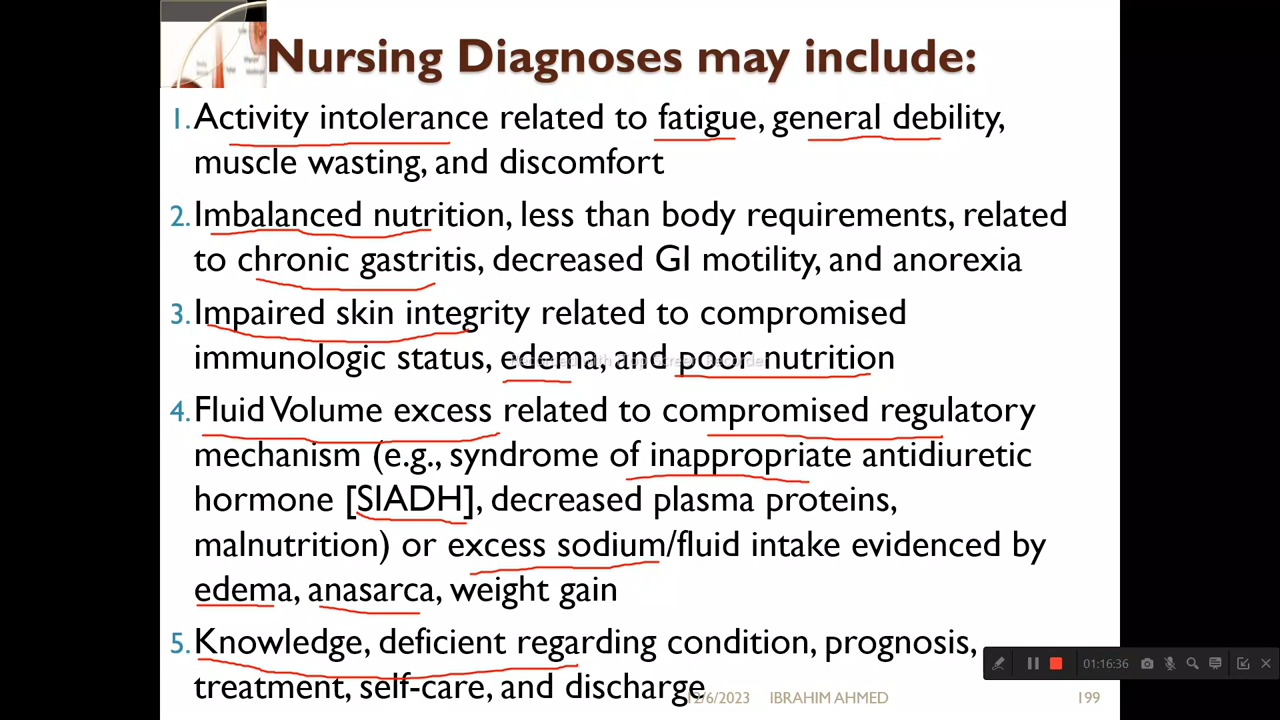 Nursing Diagnoses may include:
1. Activity intolerance related to fatigue, general debility,
muscle wasting, and discomfort
2. Imbalanced nutrition, less than body requirements, related
to chronic gastritis, decreased GI motility, and anorexia
3. Impaired skin integrity related to compromised
immunologic status, edema, and poor nutrition
4. Fluid Volume excess related to compromised regulatory
mechanism (e.g., syndrome of inappropriate antidiuretic
hormone [SIADH], decreased plasma proteins,
malnutrition) or excess sodium/fluid intake evidenced by
edema, anasarca, weight gain
5. Knowledge, deficient regarding condition, prognosis,
treatment, self-care, and discharge
01:16:36
/6/2023 IBRAHIM AHMED 199